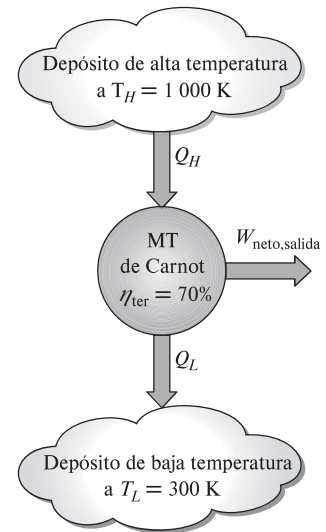 Depósito de alta temperatura
a T_H = 1 000 K
Q_H
MT
de Carnot
η_ter = 70%
W_neto,salida
Q_L
Depósito de baja temperatura
a T_L = 300 K